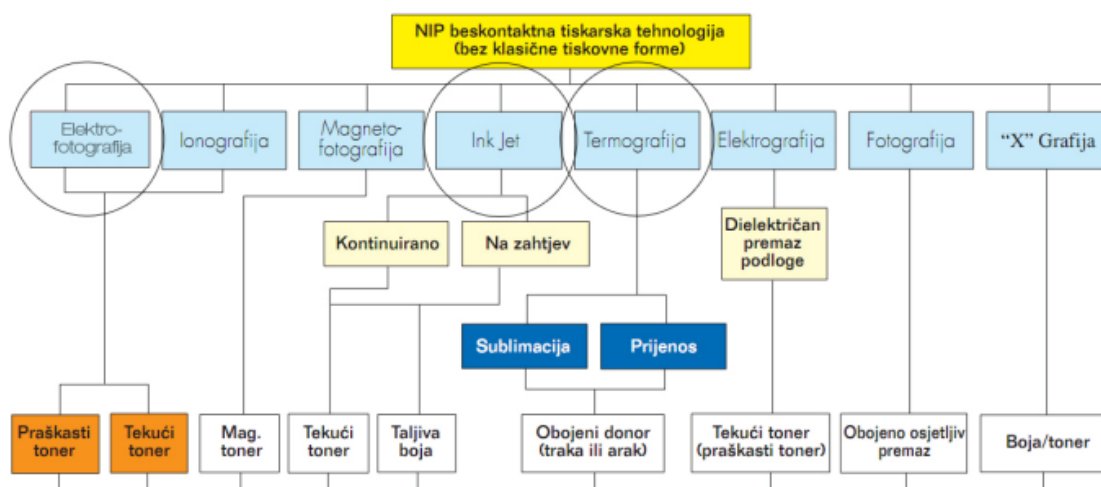 NIP beskontaktna tiskarska tehnologija
(bez klasične tiskovne forme)
Elektro-
fotografija
Ionografija
Magneto-
fotografija
Ink Jet
Termografija
Elektrografija
Fotografija
“X” Grafija
Kontinuirano
Na zahtjev
Dielektričan
premaz
podloge
Sublimacija
Prijenos
Praškasti
toner
Tekući
toner
Mag.
toner
Tekući
toner
Taljiva
boja
Obojeni donor
(traka ili arak)
Tekući toner
(praškasti toner)
Obojeno osjetljiv
premaz
Boja/toner